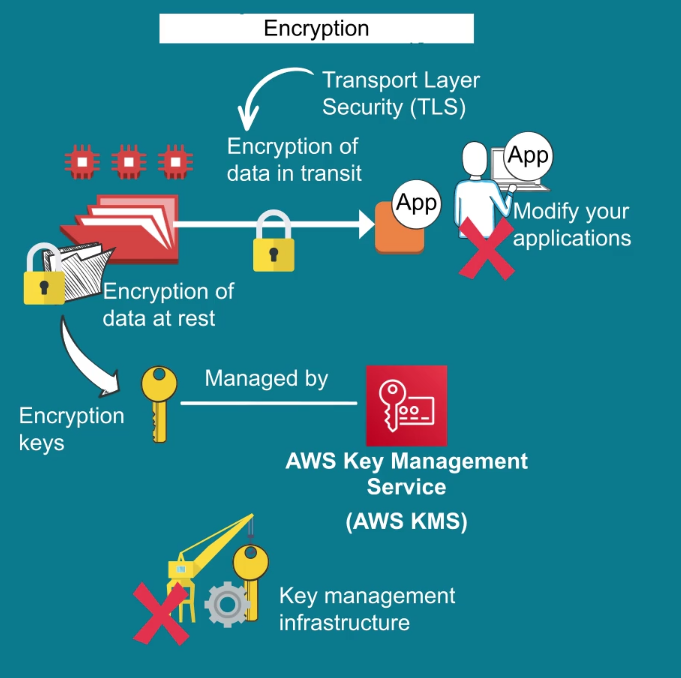 Encryption
Transport Layer
Security (TLS)
Encryption of
data in transit
App
App
Modify your
applications
Encryption of
data at rest
Managed by
Encryption
keys
AWS Key Management
Service
(AWS KMS)
Key management
infrastructure